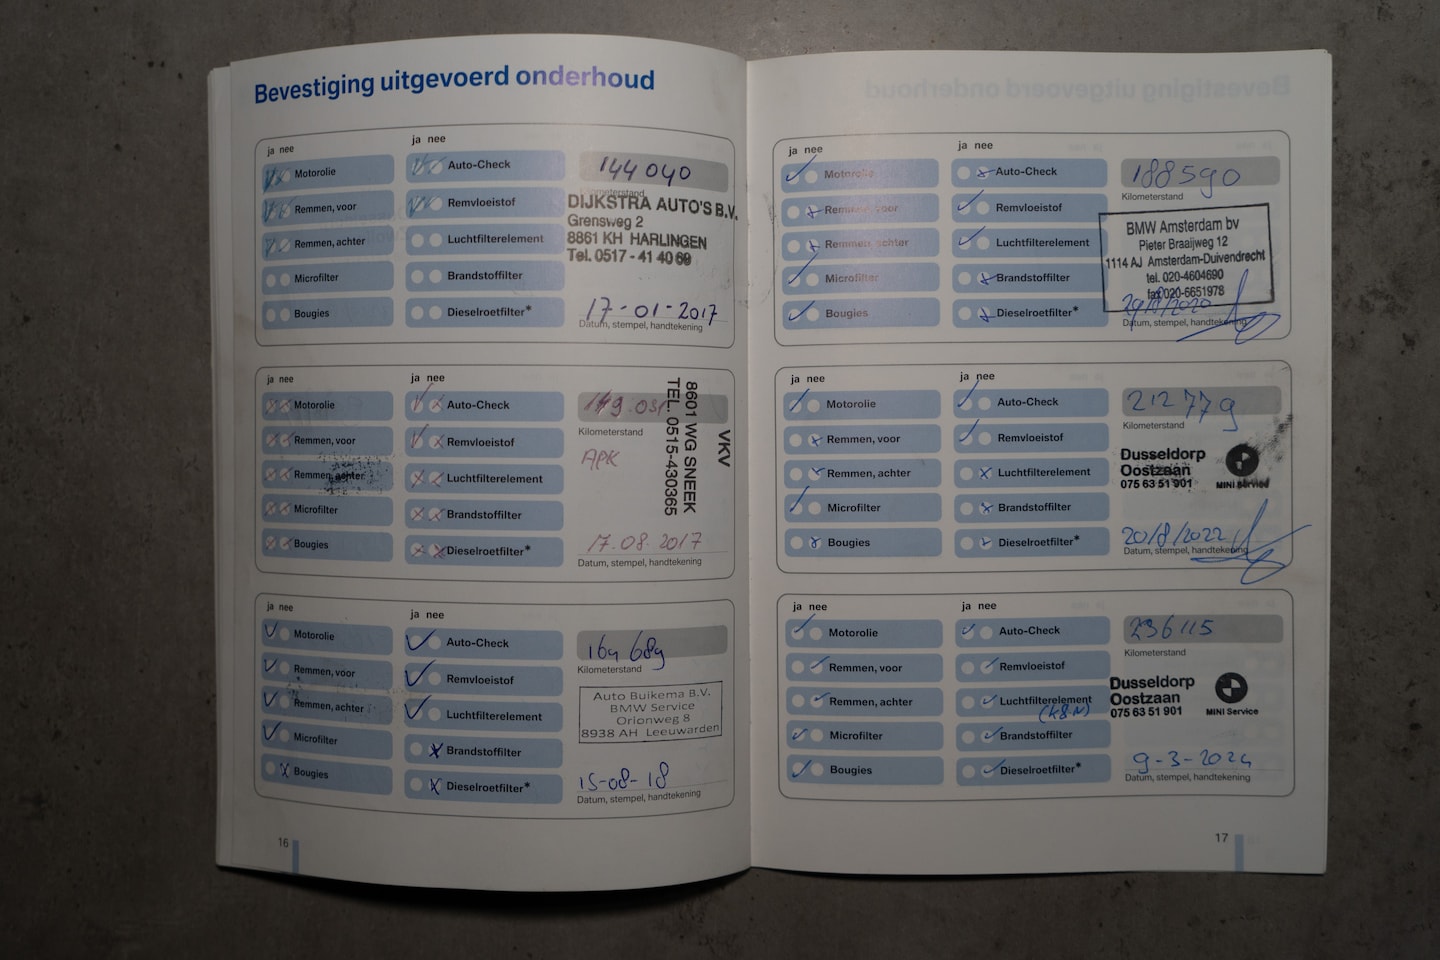 Bevestiging uitgevoerd onderhoud
ja nee
ja nee
Motorolie
Auto-Check
144 040
Kilometerstand
Remmen, voor
Remvloeistof
DIJKSTRA AUTO'S B.V.
Grensweg 2
Remmen, achter
Luchtfilterelement
8861 KH HARLINGEN
Tel. 0517 - 41 40 69
Microfilter
Brandstoffilter
Bougies
Dieselroetfilter*
17-01-2017
Datum, stempel, handtekening
ja nee
ja nee
Motorolie
Auto-Check
Kilometerstand
Remmen, voor
Remvloeistof
APK
VKV
8601 WG SNEEK
TEL. 0515-430365
Remmen, achter
Luchtfilterelement
Microfilter
Brandstoffilter
Bougies
Dieselroetfilter*
17-08-2017
Datum, stempel, handtekening
ja nee
ja nee
Motorolie
Auto-Check
169 689
Kilometerstand
Remmen, voor
Remvloeistof
Auto Buikema B.V.
BMW Service
Orionweg 8
8938 AH Leeuwarden
Remmen, achter
Luchtfilterelement
Microfilter
Brandstoffilter
Bougies
Dieselroetfilter*
15-08-18
Datum, stempel, handtekening
16
ja nee
ja nee
Motorolie
Auto-Check
188590
Kilometerstand
Remmen, voor
Remvloeistof
BMW Amsterdam bv
Pieter Braaijweg 12
1114 AJ Amsterdam-Duivendrecht
tel. 020-4604690
fax 020-6651978
Remmen, achter
Luchtfilterelement
Microfilter
Brandstoffilter
Bougies
Dieselroetfilter*
Datum, stempel, handtekening
ja nee
ja nee
Motorolie
Auto-Check
212779
Kilometerstand
Remmen, voor
Remvloeistof
Dusseldorp
Oostzaan
075 63 51 901
MINI Service
Remmen, achter
Luchtfilterelement
Microfilter
Brandstoffilter
Bougies
Dieselroetfilter*
20/8/2022
Datum, stempel, handtekening
ja nee
ja nee
Motorolie
Auto-Check
236115
Kilometerstand
Remmen, voor
Remvloeistof
Dusseldorp
Oostzaan
075 63 51 901
MINI Service
Remmen, achter
Luchtfilterelement
(K&N)
Microfilter
Brandstoffilter
Bougies
Dieselroetfilter*
9-3-2024
Datum, stempel, handtekening
17